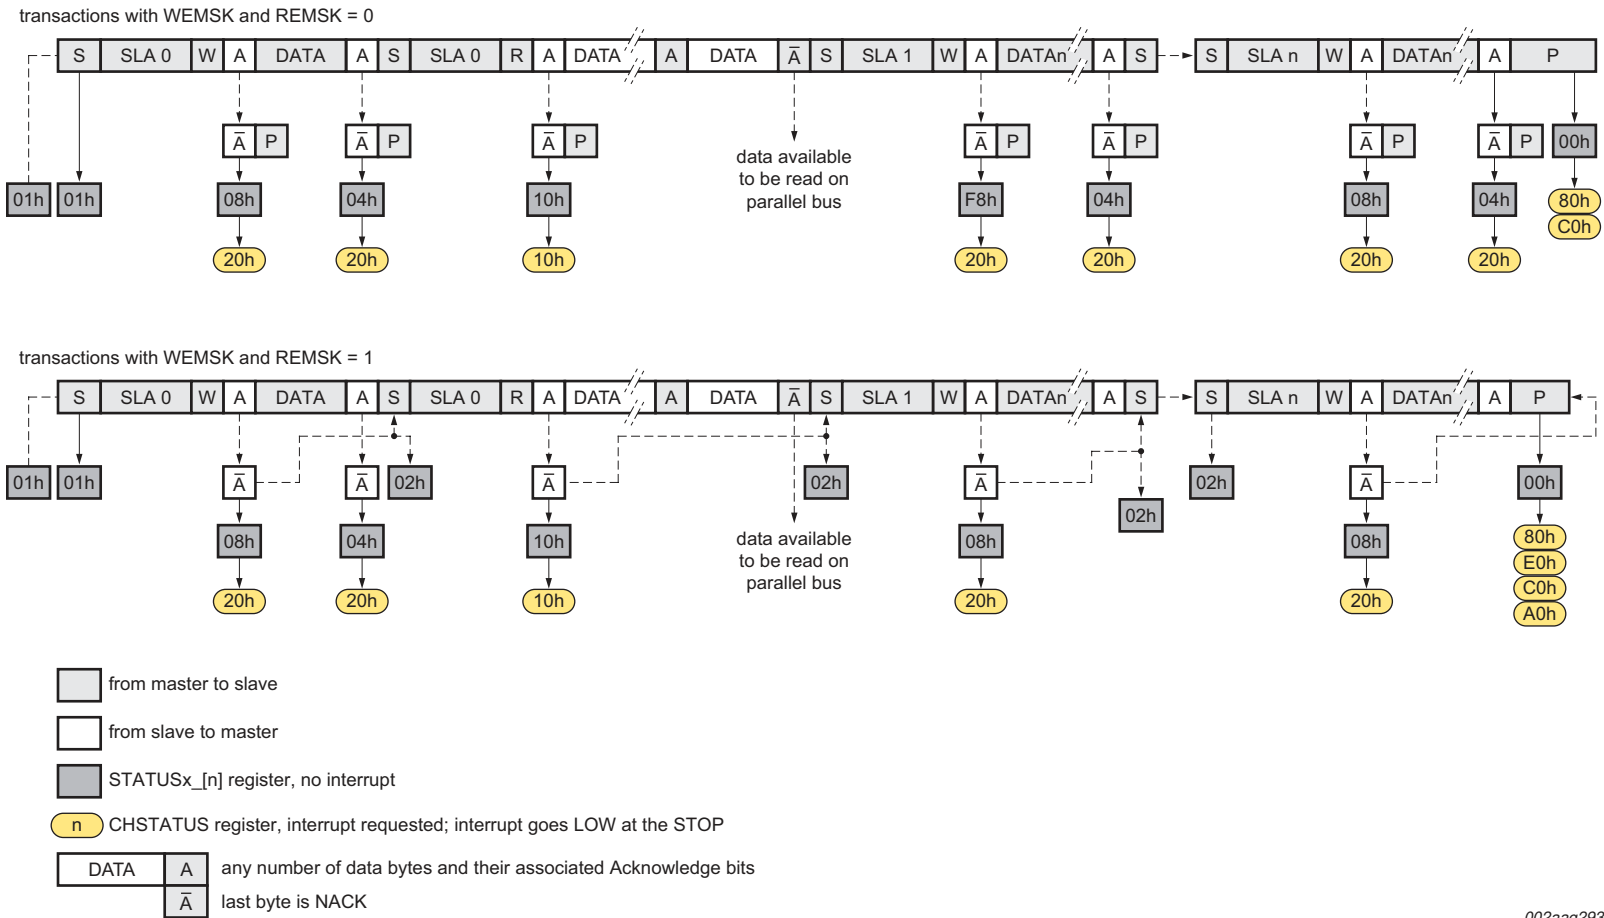 transactions with WEMSK and REMSK = 0
S SLA 0 W A DATA A S SLA 0 R A DATA A DATA A̅ S SLA 1 W A DATAn A S S SLA n W A DATAn A P
A̅ P A̅ P A̅ P A̅ P A̅ P A̅ P A̅ P 00h
data available
to be read on
parallel bus
01h 01h 08h 04h 10h F8h 04h 08h 04h 80h
C0h
20h 20h 10h 20h 20h 20h 20h
transactions with WEMSK and REMSK = 1
S SLA 0 W A DATA A S SLA 0 R A DATA A DATA A̅ S SLA 1 W A DATAn A S S SLA n W A DATAn A P
01h 01h A̅ A̅ 02h A̅ 02h A̅ 02h A̅ 00h
02h
08h 04h 10h data available 08h 08h 80h
to be read on E0h
parallel bus C0h
20h 20h 10h 20h 20h A0h
from master to slave
from slave to master
STATUSx_[n] register, no interrupt
n CHSTATUS register, interrupt requested; interrupt goes LOW at the STOP
DATA A any number of data bytes and their associated Acknowledge bits
A̅ last byte is NACK
002aag293